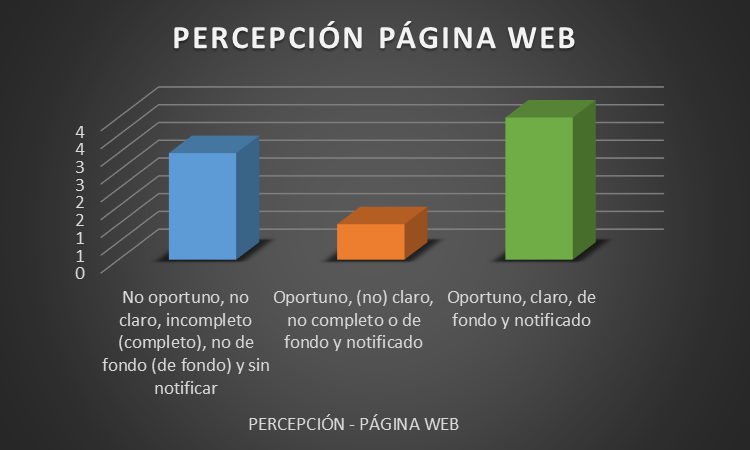 PERCEPCIÓN PÁGINA WEB
4
4
3
3
2
2
1
1
0
No oportuno, no
claro, incompleto
(completo), no de
fondo (de fondo) y sin
notificar
Oportuno, (no) claro,
no completo o de
fondo y notificado
Oportuno, claro, de
fondo y notificado
PERCEPCIÓN - PÁGINA WEB